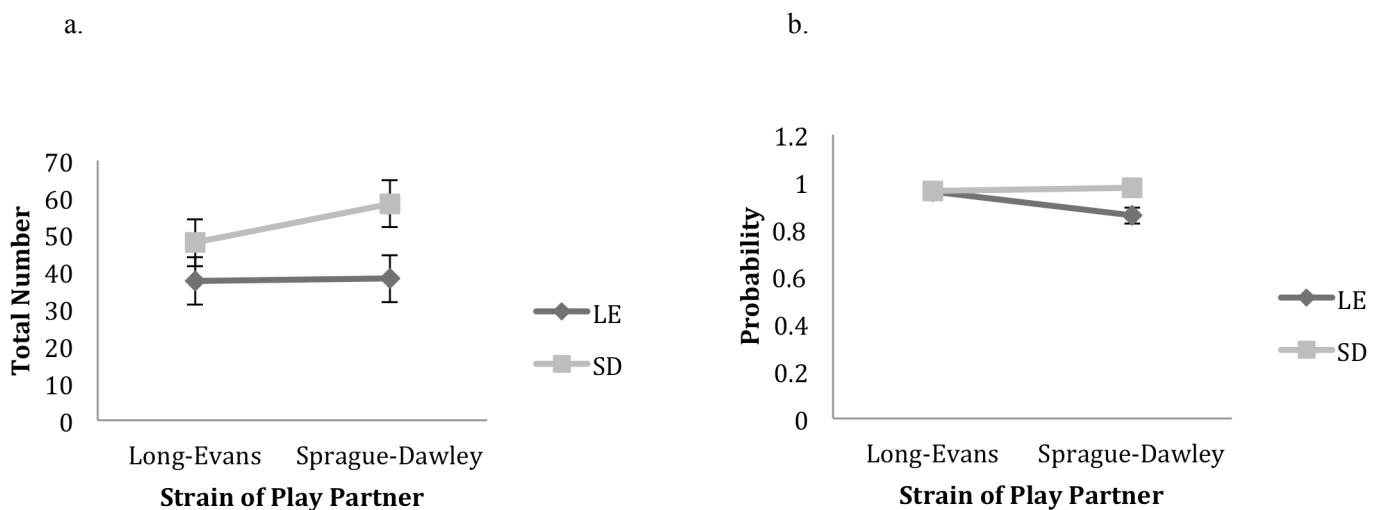 a.
Total Number
70
60
50
40
30
20
10
0
Long-Evans Sprague-Dawley
Strain of Play Partner
LE
SD
b.
Probability
1.2
1
0.8
0.6
0.4
0.2
0
Long-Evans Sprague-Dawley
Strain of Play Partner
LE
SD